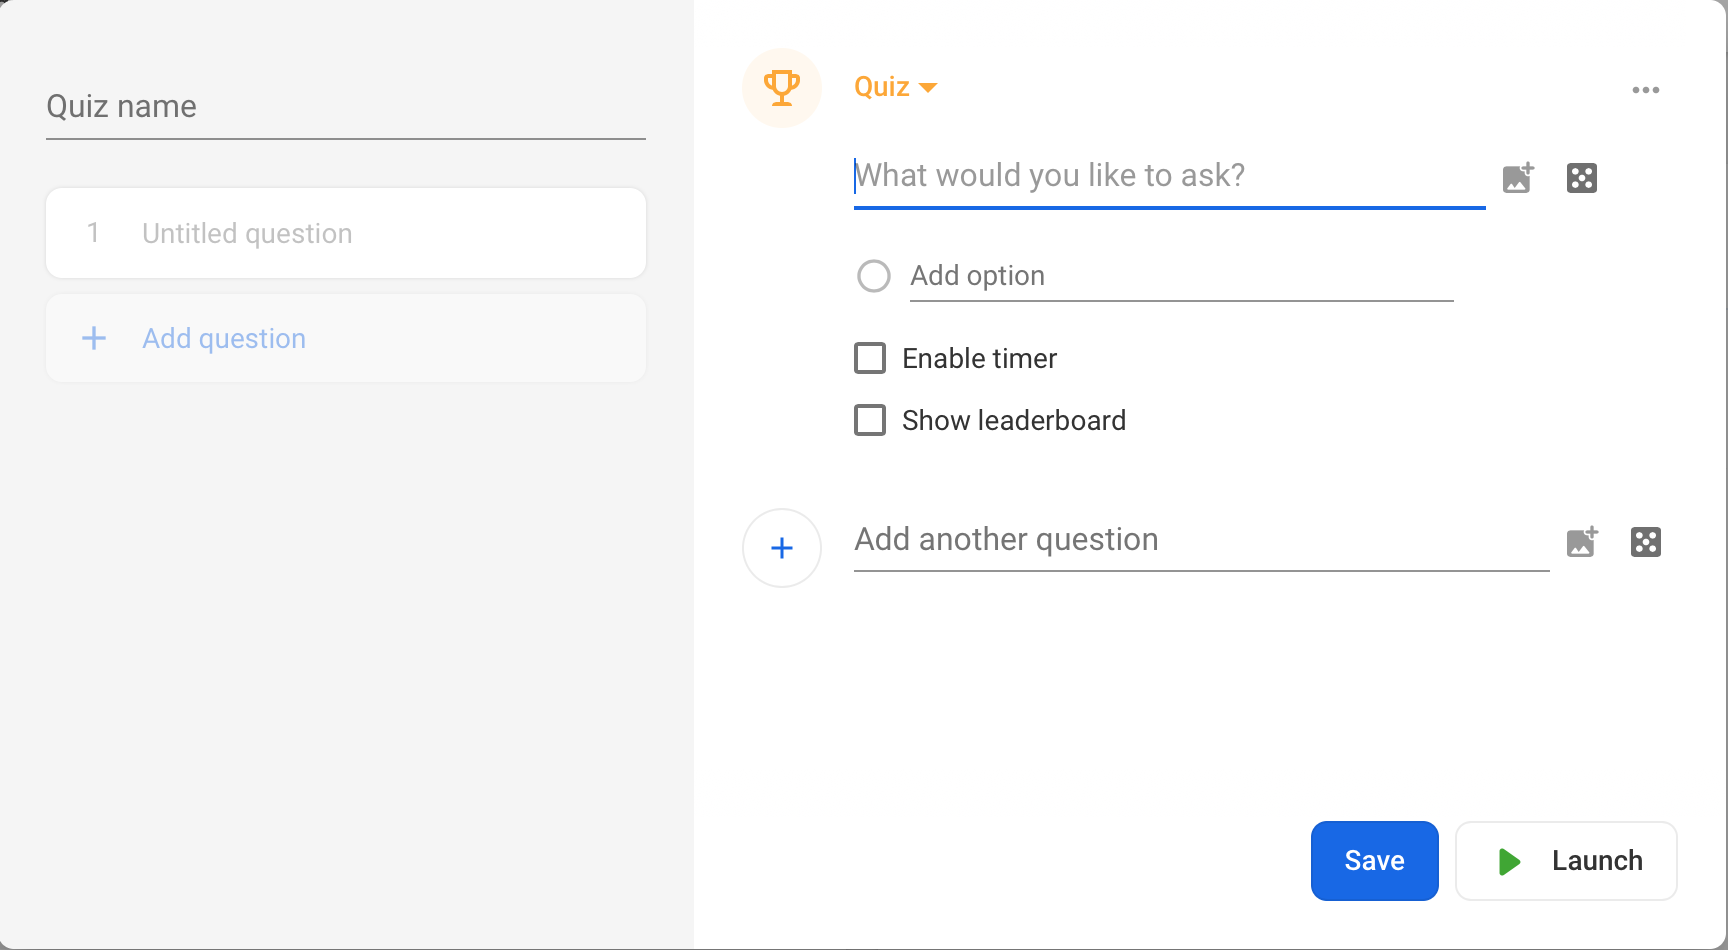 Quiz name
1 Untitled question
Add question
Quiz
What would you like to ask?
Add option
Enable timer
Show leaderboard
Add another question
Save
Launch